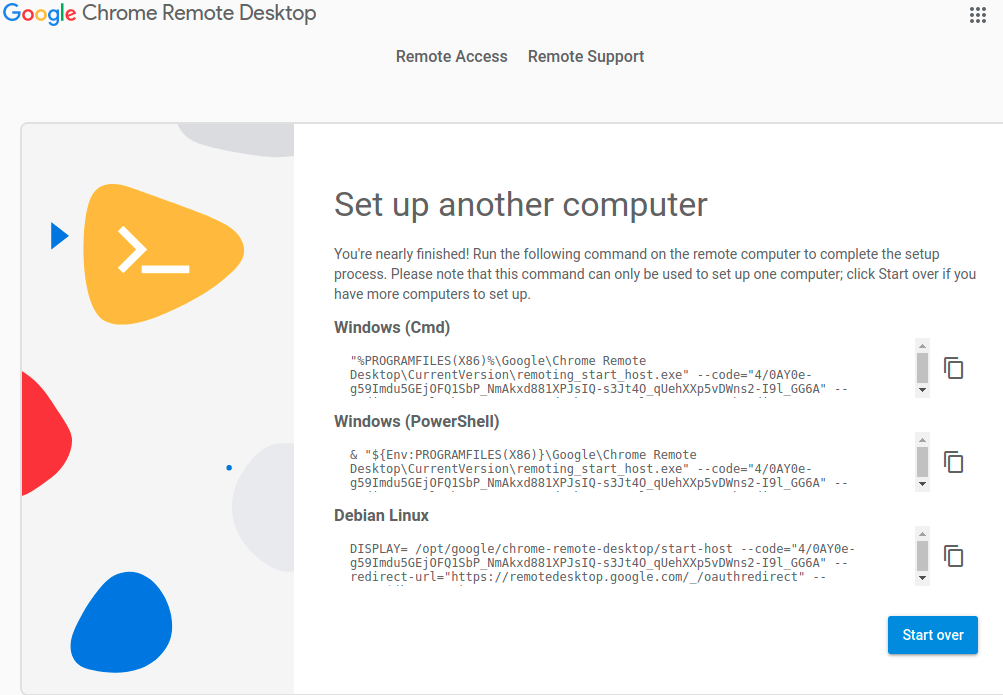 Google Chrome Remote Desktop
Remote Access Remote Support
Set up another computer
You're nearly finished! Run the following command on the remote computer to complete the setup
process. Please note that this command can only be used to set up one computer; click Start over if you
have more computers to set up.
Windows (Cmd)
"%PROGRAMFILES(X86)%\Google\Chrome Remote
Desktop\CurrentVersion\remoting_start_host.exe" --code="4/0AY0e-
g59Imdu5GEjOFQ1SbP_NmAkxd881XPJsIQ-s3Jt4O_qUehXXp5vDWns2-I9l_GG6A" --
Windows (PowerShell)
& "${Env:PROGRAMFILES(X86)}\Google\Chrome Remote
Desktop\CurrentVersion\remoting_start_host.exe" --code="4/0AY0e-
g59Imdu5GEjOFQ1SbP_NmAkxd881XPJsIQ-s3Jt4O_qUehXXp5vDWns2-I9l_GG6A" --
Debian Linux
DISPLAY= /opt/google/chrome-remote-desktop/start-host --code="4/0AY0e-
g59Imdu5GEjOFQ1SbP_NmAkxd881XPJsIQ-s3Jt4O_qUehXXp5vDWns2-I9l_GG6A" --
redirect-url="https://remotedesktop.google.com/_/oauthredirect" --
Start over